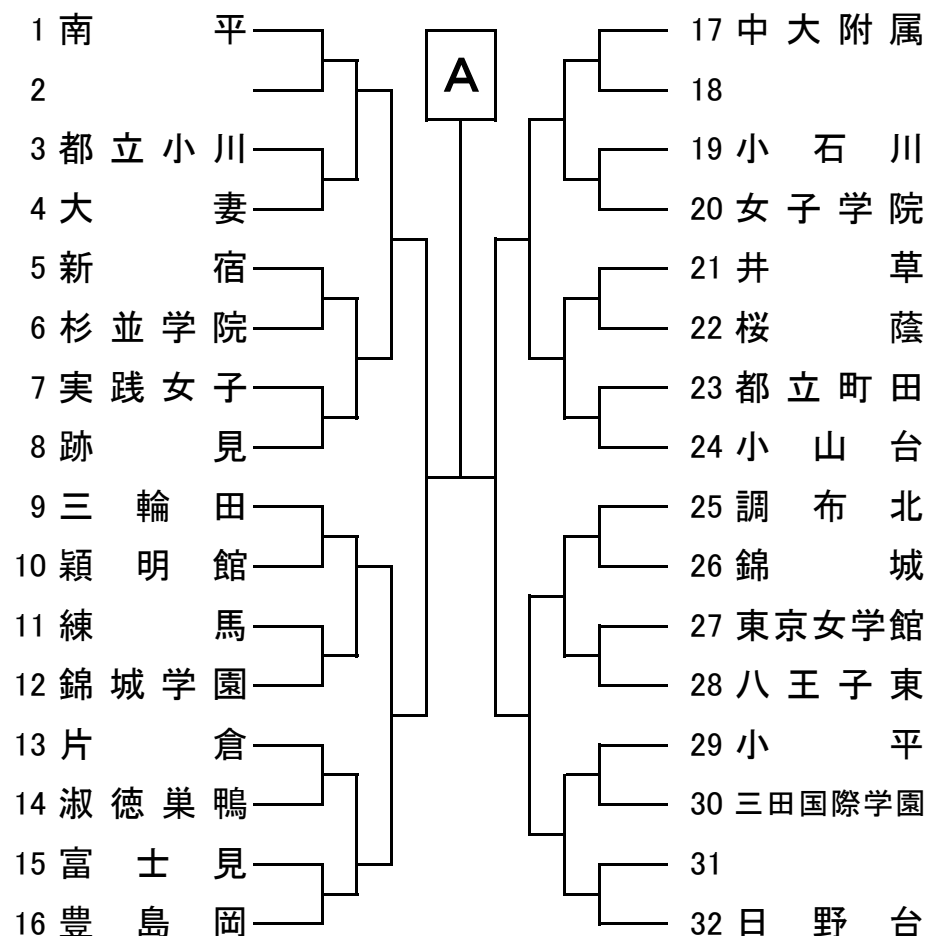 1 南平
2
3 都立小川
4 大妻
5 新宿
6 杉並学院
7 実践女子
8 跡見
9 三輪田
10 穎明館
11 練馬
12 錦城学園
13 片倉
14 淑徳巣鴨
15 富士見
16 豊島岡
A
17 中大附属
18
19 小石川
20 女子学院
21 井草
22 桜蔭
23 都立町田
24 小山台
25 調布北
26 錦城
27 東京女学館
28 八王子東
29 小平
30 三田国際学園
31
32 日野台